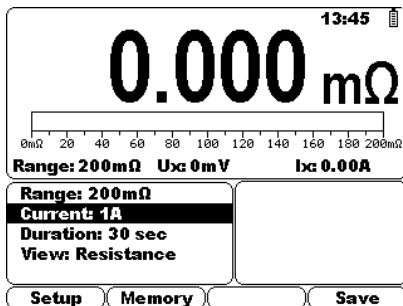 13:45
0.000 mΩ
0mΩ 20 40 60 80 100 120 140 160 180 200mΩ
Range: 200mΩ Ux: 0mV Ix: 0.00A
Range: 200mΩ
Current: 1A
Duration: 30 sec
View: Resistance
Setup Memory Save